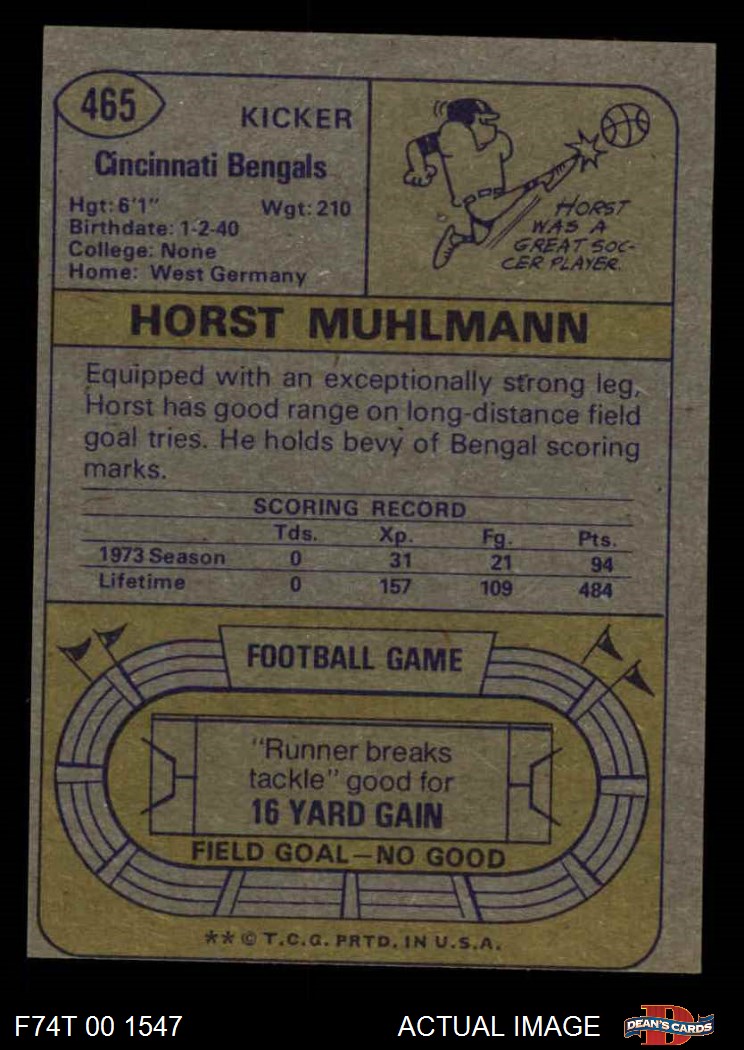 465
KICKER
Cincinnati Bengals
Hgt: 6'1" Wgt: 210
Birthdate: 1-2-40
College: None
Home: West Germany
HORST
WAS A
GREAT SOC-
CER PLAYER.
HORST MUHLMANN
Equipped with an exceptionally strong leg,
Horst has good range on long-distance field
goal tries. He holds bevy of Bengal scoring
marks.
SCORING RECORD
Tds. Xp. Fg. Pts.
1973 Season 0 31 21 94
Lifetime 0 157 109 484
FOOTBALL GAME
"Runner breaks
tackle" good for
16 YARD GAIN
FIELD GOAL—NO GOOD
** © T.C.G. PRTD. IN U.S.A.
F74T 00 1547 ACTUAL IMAGE
D
DEAN'S CARDS